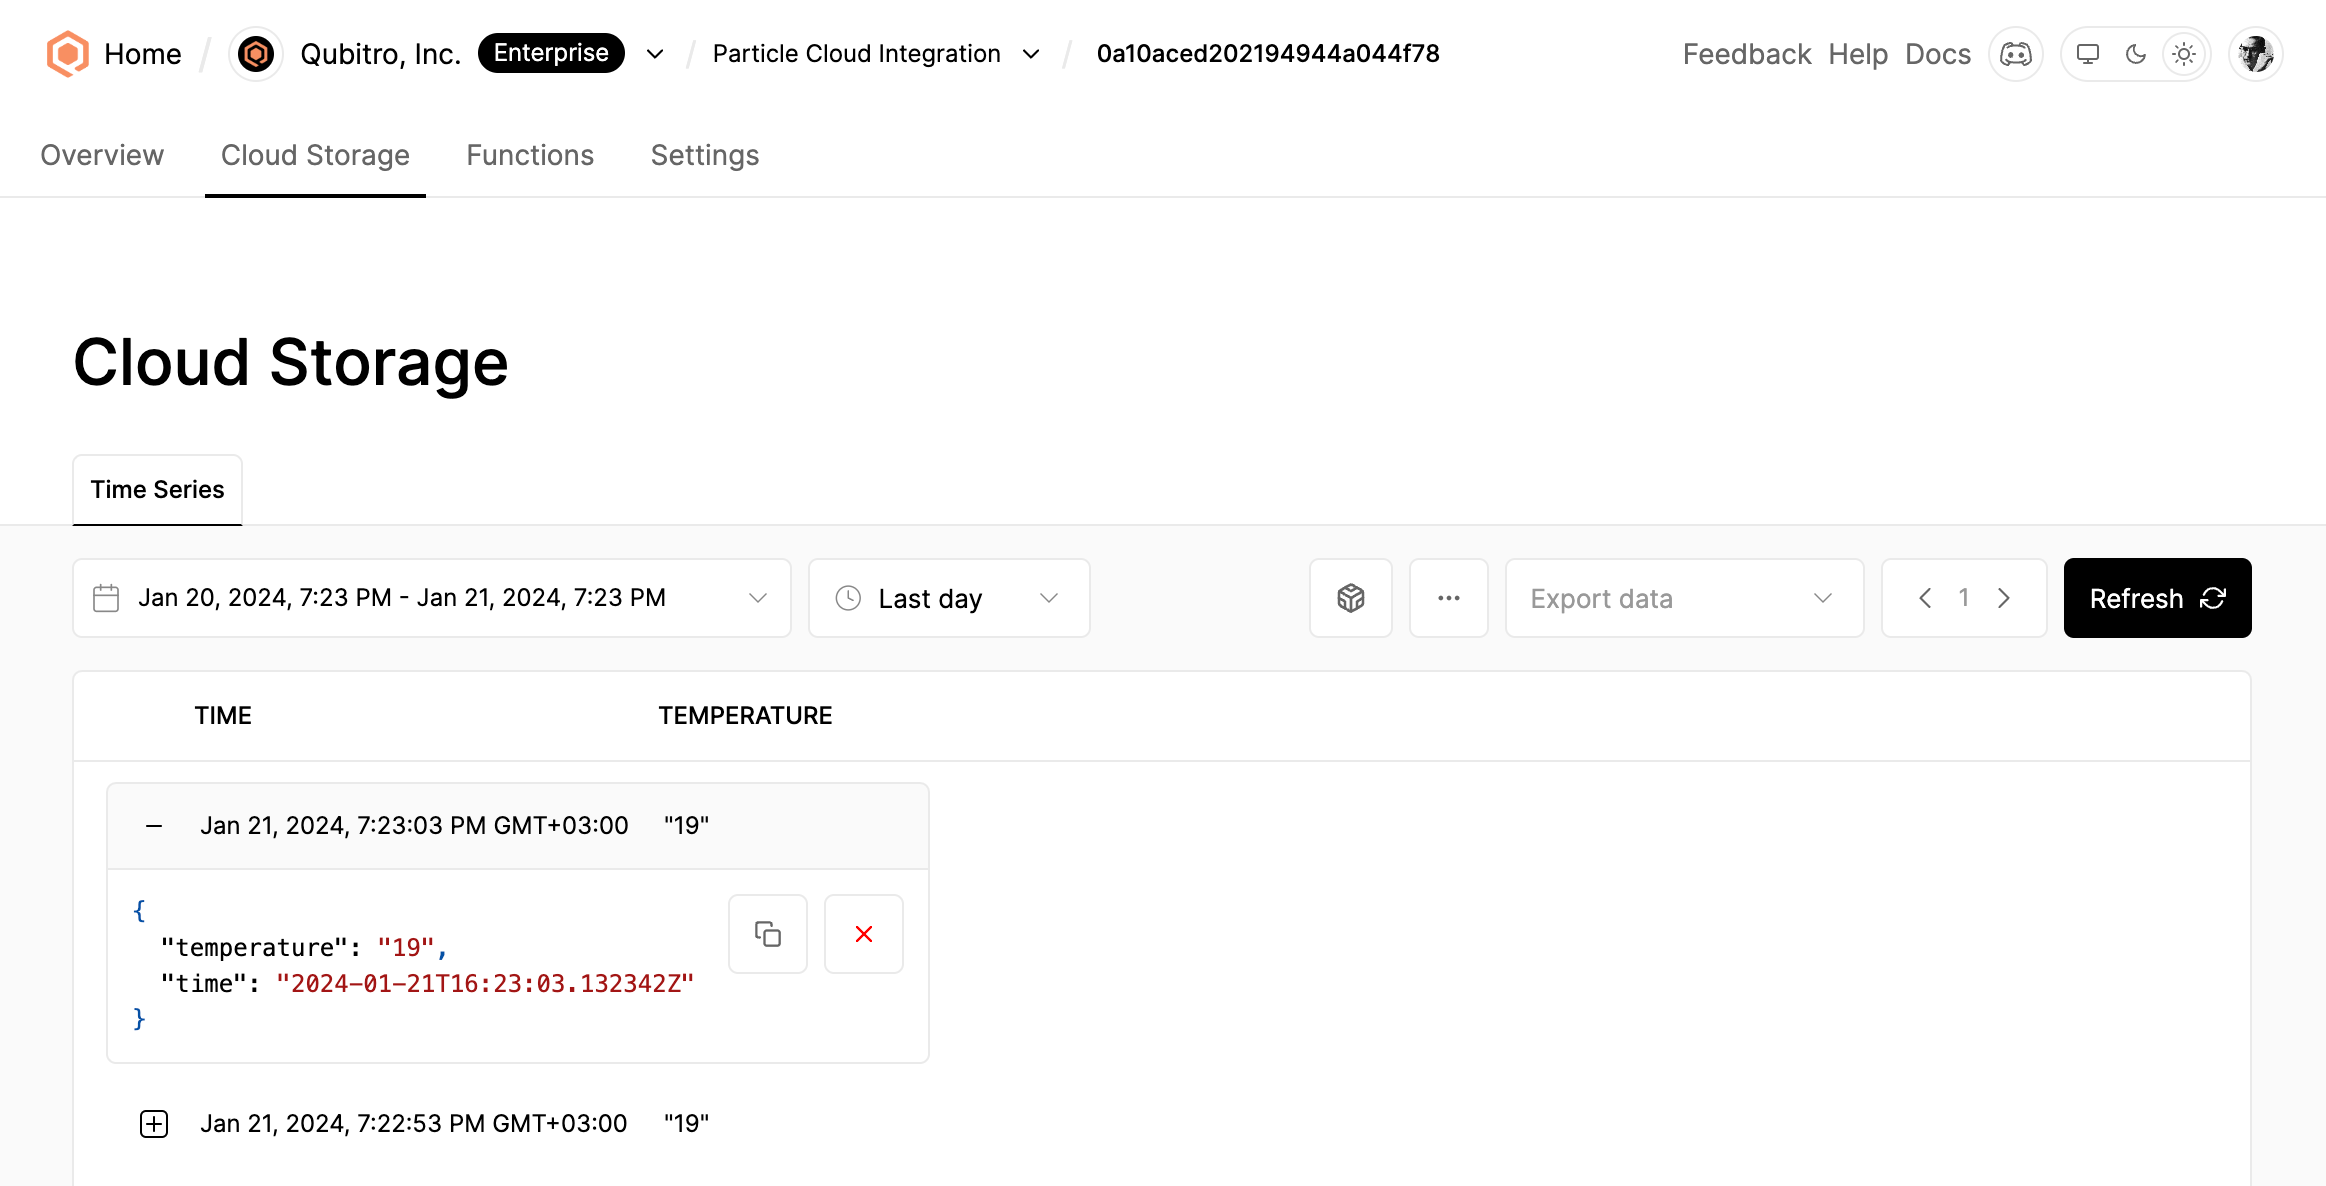 Home / Qubitro, Inc. Enterprise / Particle Cloud Integration / 0a10aced202194944a044f78 Feedback Help Docs
Overview Cloud Storage Functions Settings
Cloud Storage
Time Series
Jan 20, 2024, 7:23 PM - Jan 21, 2024, 7:23 PM Last day ... Export data 1 Refresh
TIME TEMPERATURE
Jan 21, 2024, 7:23:03 PM GMT+03:00 "19"
{
"temperature": "19",
"time": "2024-01-21T16:23:03.132342Z"
}
Jan 21, 2024, 7:22:53 PM GMT+03:00 "19"